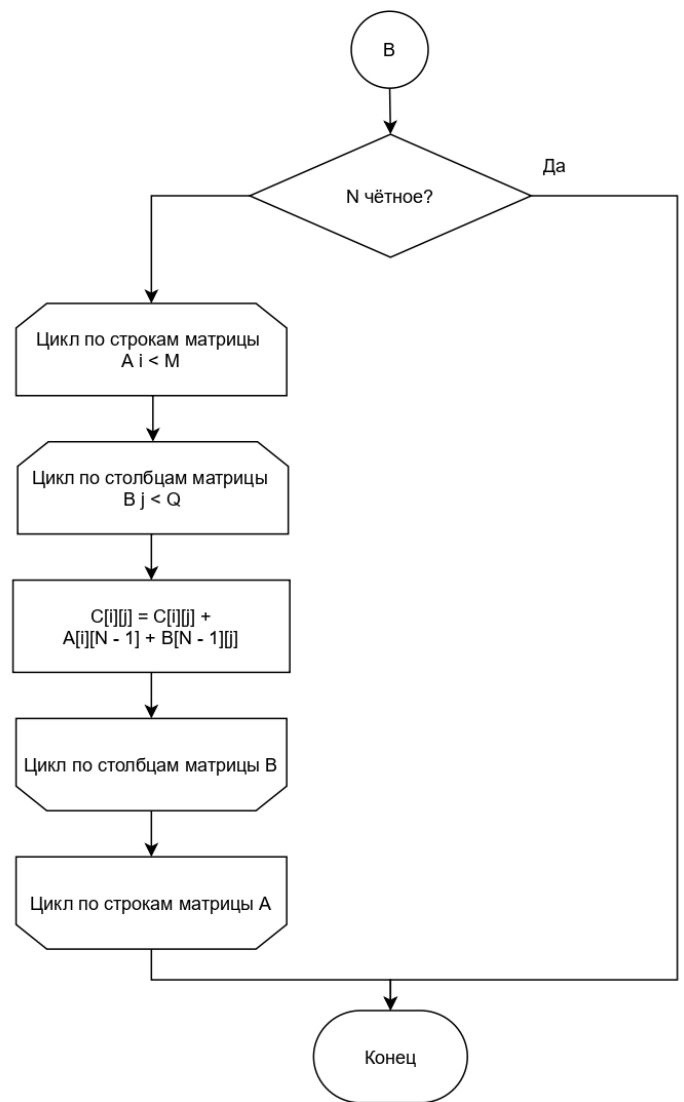 B
Да
N чётное?
Цикл по строкам матрицы
A i < M
Цикл по столбцам матрицы
B j < Q
C[i][j] = C[i][j] +
A[i][N - 1] + B[N - 1][j]
Цикл по столбцам матрицы B
Цикл по строкам матрицы A
Конец